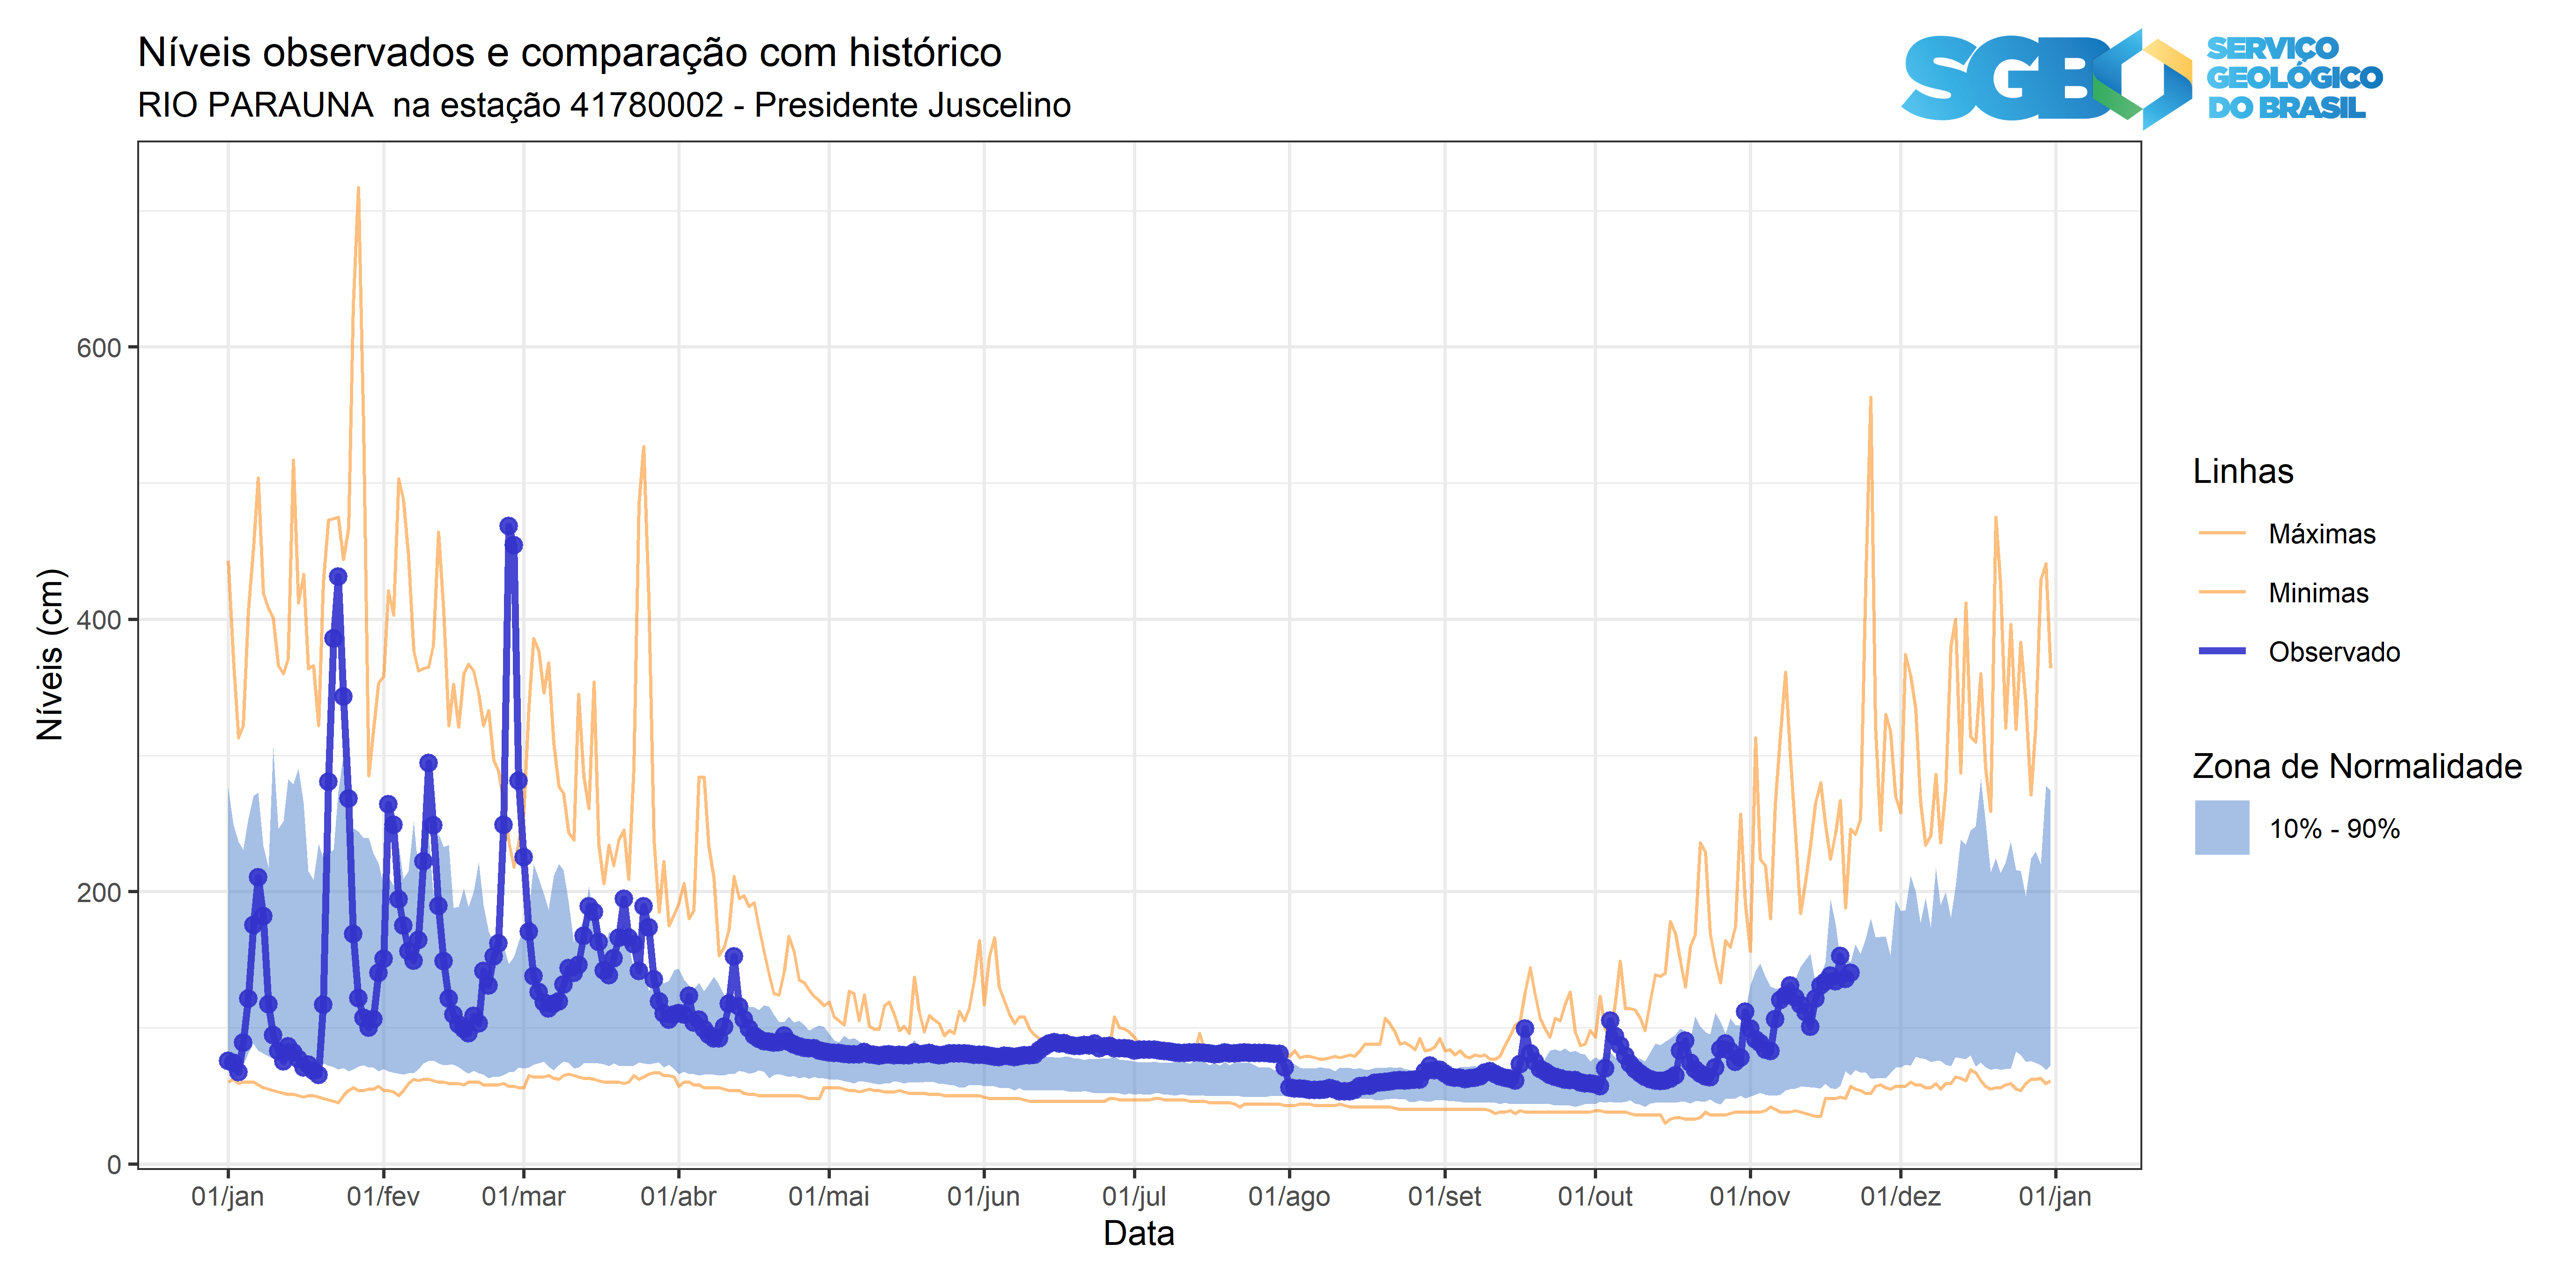 Níveis observados e comparação com histórico
RIO PARAUNA  na estação 41780002 - Presidente Juscelino
SGB
SERVIÇO
GEOLÓGICO
DO BRASIL
Níveis (cm)
600
400
200
0
01/jan
01/fev
01/mar
01/abr
01/mai
01/jun
01/jul
01/ago
01/set
01/out
01/nov
01/dez
01/jan
Data
Linhas
Máximas
Minimas
Observado
Zona de Normalidade
10% - 90%